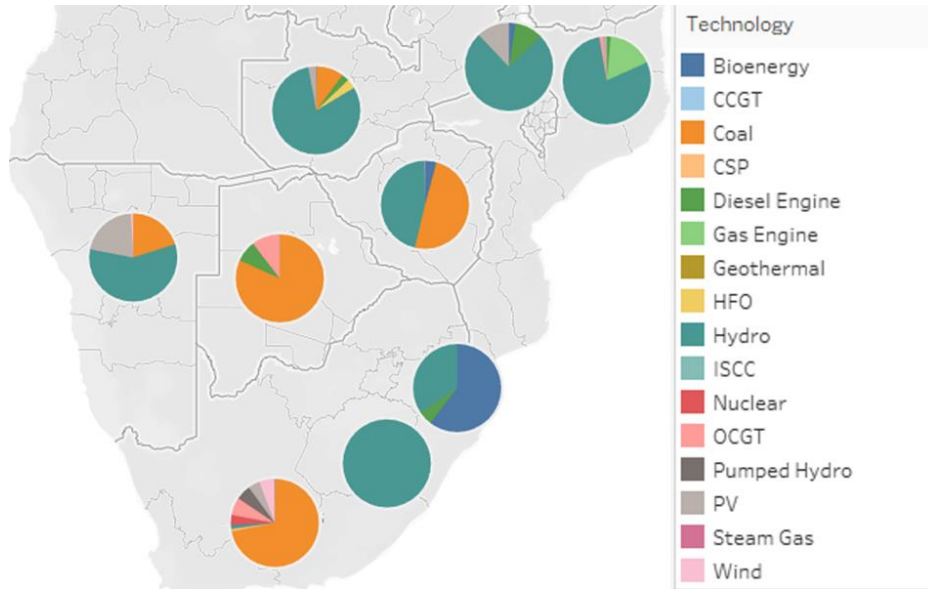 Technology
Bioenergy
CCGT
Coal
CSP
Diesel Engine
Gas Engine
Geothermal
HFO
Hydro
ISCC
Nuclear
OCGT
Pumped Hydro
PV
Steam Gas
Wind